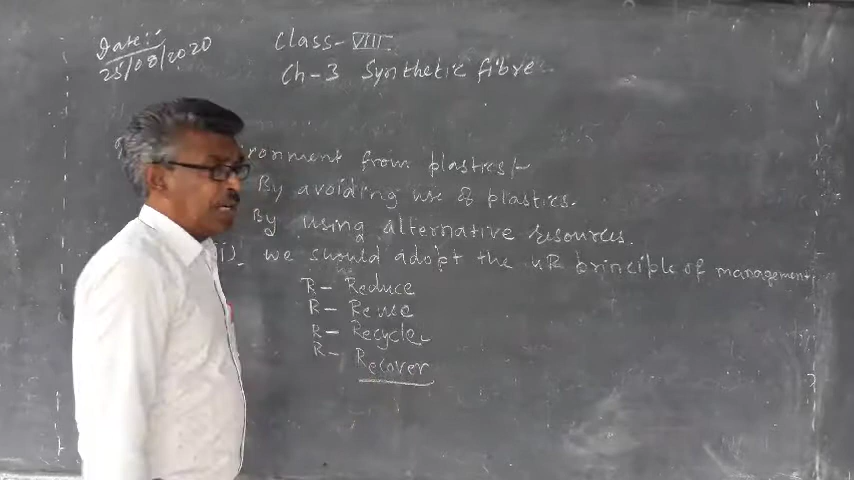 Date:-
25/08/2020
Class-VIII
Ch-3 Synthetic fibre
ronment from plastics:-
By avoiding use of plastics.
By using alternative resources.
i) we should adopt the 4R principle of management
R- Reduce
R- Reuse
R- Recycle
R- Recover